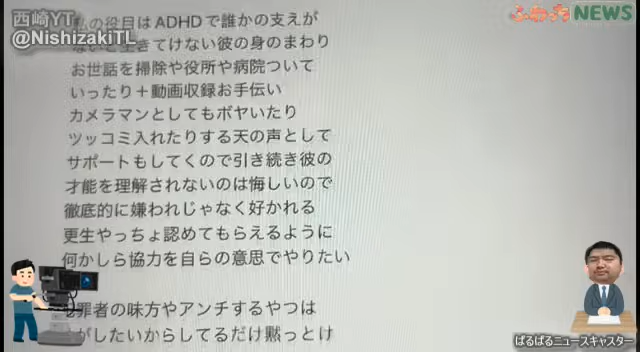 西崎YT
@NishizakiTL
ふわっちNEWS
私の役目はADHDで誰かの支えが
ないと生きてけない彼の身のまわり
お世話を掃除や役所や病院ついて
いったり＋動画収録お手伝い
カメラマンとしてもボヤいたり
ツッコミ入れたりする天の声として
サポートもしてくので引き続き彼の
才能を理解されないのは悔しいので
徹底的に嫌われじゃなく好かれる
更生やっちょ認めてもらえるように
何かしら協力を自らの意思でやりたい
罪者の味方やアンチするやつは
がしたいからしてるだけ黙っとけ
ぱるぱるニュースキャスター